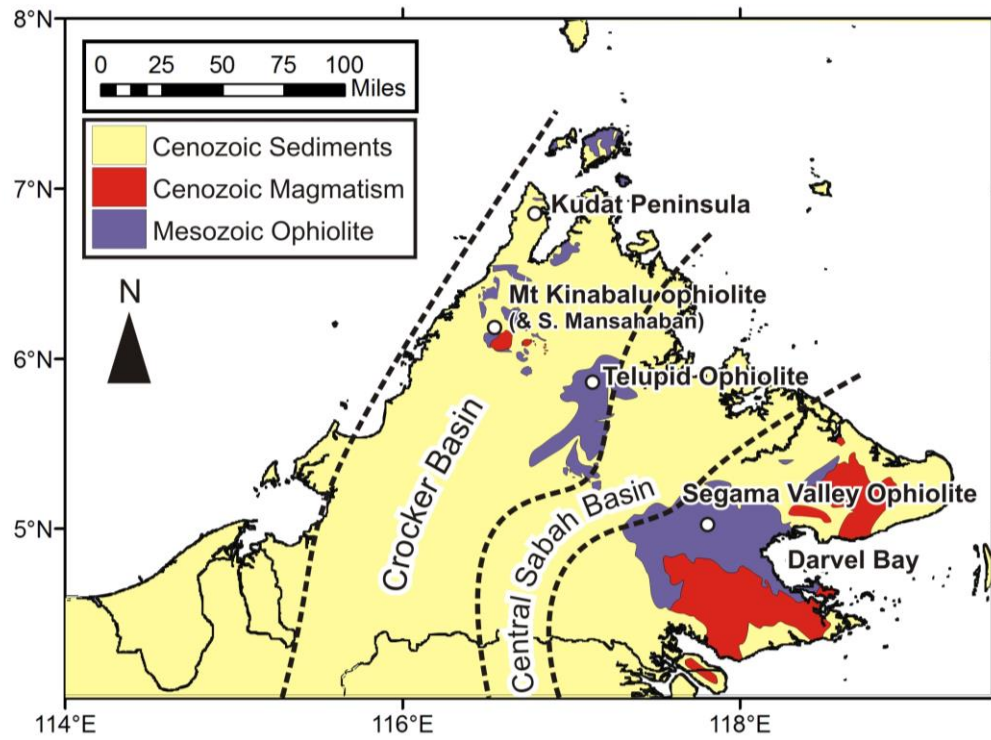 8°N
0 25 50 75 100
Miles
Cenozoic Sediments
Cenozoic Magmatism
Mesozoic Ophiolite
7°N
Kudat Peninsula
N
Mt Kinabalu ophiolite
(& S. Mansahaban)
6°N
Telupid Ophiolite
Crocker Basin
Central Sabah Basin
Segama Valley Ophiolite
5°N
Darvel Bay
114°E
116°E
118°E